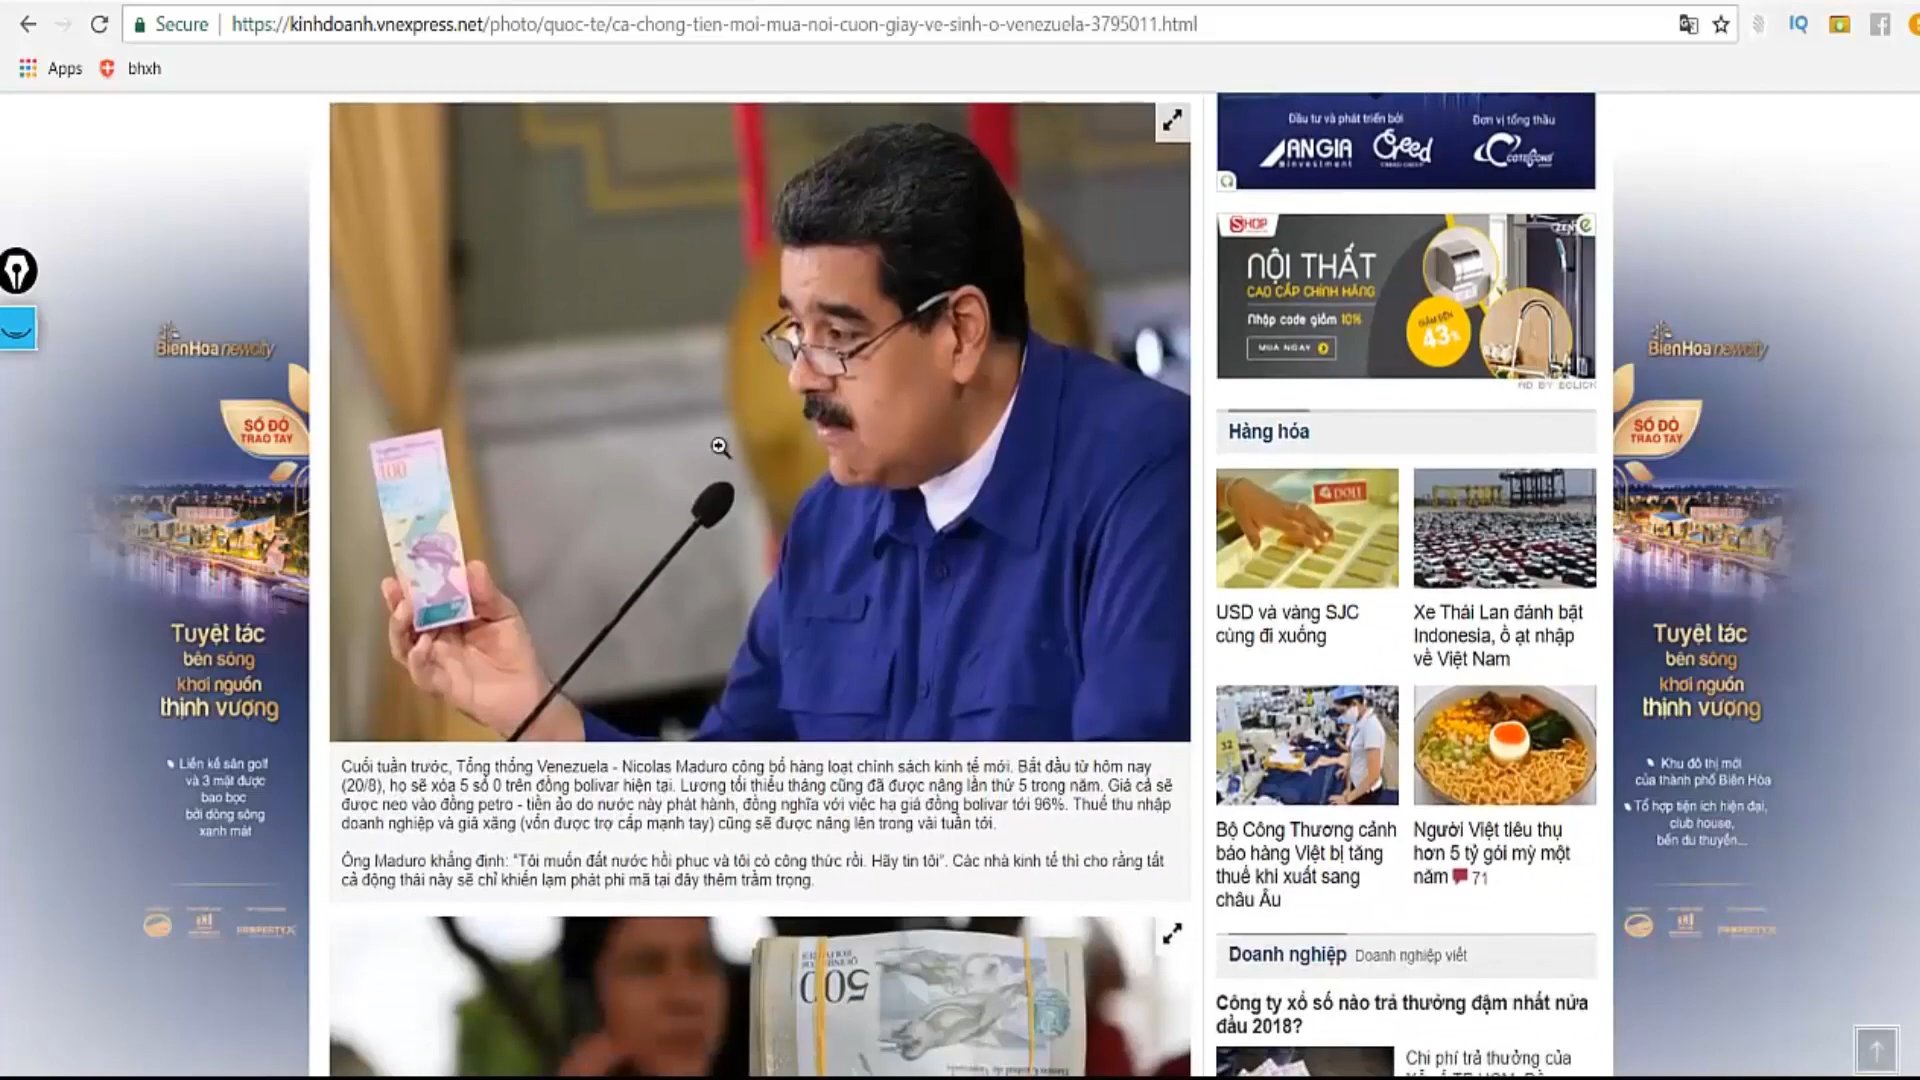 Secure
https://kinhdoanh.vnexpress.net/photo/quoc-te/ca-chong-tien-moi-mua-noi-cuon-giay-ve-sinh-o-venezuela-3795011.html
IQ
Apps
bhxh
100
Cuối tuần trước, Tổng thống Venezuela - Nicolas Maduro công bố hàng loạt chính sách kinh tế mới. Bắt đầu từ hôm nay
(20/8), họ sẽ xóa 5 số 0 trên đồng bolivar hiện tại. Lương tối thiểu tháng cũng đã được nâng lần thứ 5 trong năm. Giá cả sẽ
được neo vào đồng petro - tiền ảo do nước này phát hành, đồng nghĩa với việc hạ giá đồng bolivar tới 96%. Thuế thu nhập
doanh nghiệp và giá xăng (vốn được trợ cấp mạnh tay) cũng sẽ được nâng lên trong vài tuần tới.
Ông Maduro khẳng định: "Tôi muốn đất nước hồi phục và tôi có công thức rồi. Hãy tin tôi". Các nhà kinh tế thì cho rằng tất
cả động thái này sẽ chỉ khiến lạm phát phi mã tại đây thêm trầm trọng.
500
BienHoa newcity
SỔ ĐỎ
TRAO TAY
Tuyệt tác
bên sông
khơi nguồn
thịnh vượng
Liền kề sân golf
và 3 mặt được
bao bọc
bởi dòng sông
xanh mát
PROPERTYX
Đầu tư và phát triển bởi
Đơn vị tổng thầu
ANGIA
investment
Creed
COTECCONS
SHOP
NỘI THẤT
CAO CẤP CHÍNH HÃNG
Nhập code giảm 10%
MUA NGAY
GIẢM ĐẾN
43%
AD BY ECLICK
Hàng hóa
DOJI
USD và vàng SJC
cùng đi xuống
Xe Thái Lan đánh bật
Indonesia, ồ ạt nhập
về Việt Nam
32
Bộ Công Thương cảnh
báo hàng Việt bị tăng
thuế khi xuất sang
châu Âu
Người Việt tiêu thụ
hơn 5 tỷ gói mỳ một
năm 71
Doanh nghiệp Doanh nghiệp viết
Công ty xổ số nào trả thưởng đậm nhất nửa
đầu 2018?
Chi phí trả thưởng của
BienHoa newcity
SỔ ĐỎ
TRAO TAY
Tuyệt tác
bên sông
khơi nguồn
thịnh vượng
Khu đô thị mới
của thành phố Biên Hòa
Tổ hợp tiện ích hiện đại,
club house,
bến du thuyền...
PROPERTYX